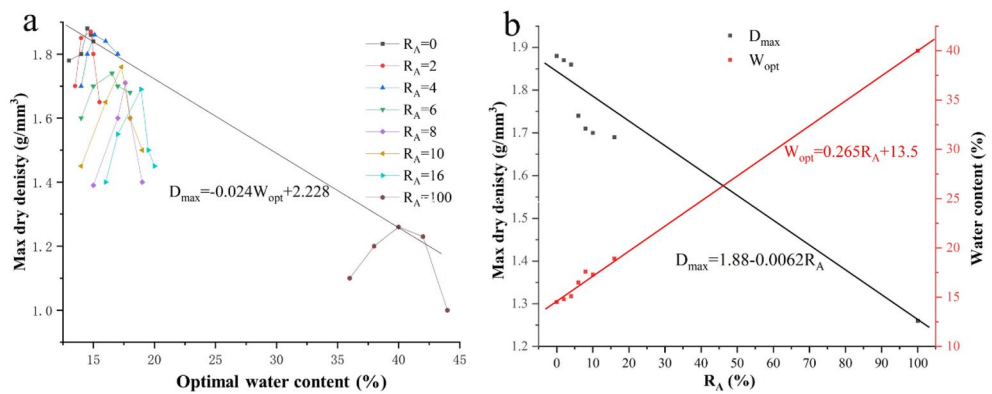 a
Max dry denisty (g/mm³)
1.8
1.6
1.4
1.2
1.0
15
20
25
30
35
40
45
Optimal water content (%)
R_A=0
R_A=2
R_A=4
R_A=6
R_A=8
R_A=10
R_A=16
R_A=100
D_max=-0.024W_opt+2.228
b
Max dry denisty (g/mm³)
1.9
1.8
1.7
1.6
1.5
1.4
1.3
1.2
0
10
20
30
40
50
60
70
80
90
100
R_A (%)
D_max
W_opt
W_opt=0.265R_A+13.5
D_max=1.88-0.0062R_A
40
35
30
25
20
15
10
Water content (%)